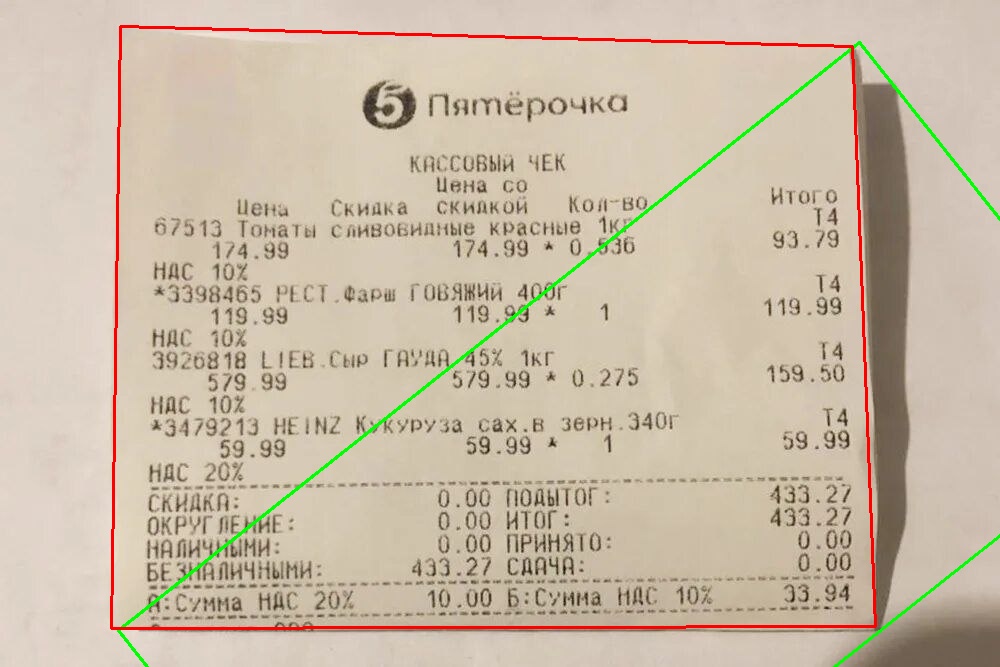 5 Пятёрочка
КАССОВЫЙ ЧЕК
Цена со
Цена Скидка скидкой Кол-во Итого
67513 Томаты сливовидные красные 1кг Т4
174.99 174.99 * 0.536 93.79
НДС 10%
*3398465 РЕСТ.Фарш ГОВЯЖИЙ 400г Т4
119.99 119.99 * 1 119.99
НДС 10%
3926818 LIEB.Сыр ГАУДА 45% 1кг Т4
579.99 579.99 * 0.275 159.50
НДС 10%
*3479213 HEINZ Кукуруза сах.в зерн.340г Т4
59.99 59.99 * 1 59.99
НДС 20%
СКИДКА: 0.00 ПОДЫТОГ: 433.27
ОКРУГЛЕНИЕ: 0.00 ИТОГ: 433.27
НАЛИЧНЫМИ: 0.00 ПРИНЯТО: 0.00
БЕЗНАЛИЧНЫМИ: 433.27 СДАЧА: 0.00
А:Сумма НДС 20% 10.00 Б:Сумма НДС 10% 33.94